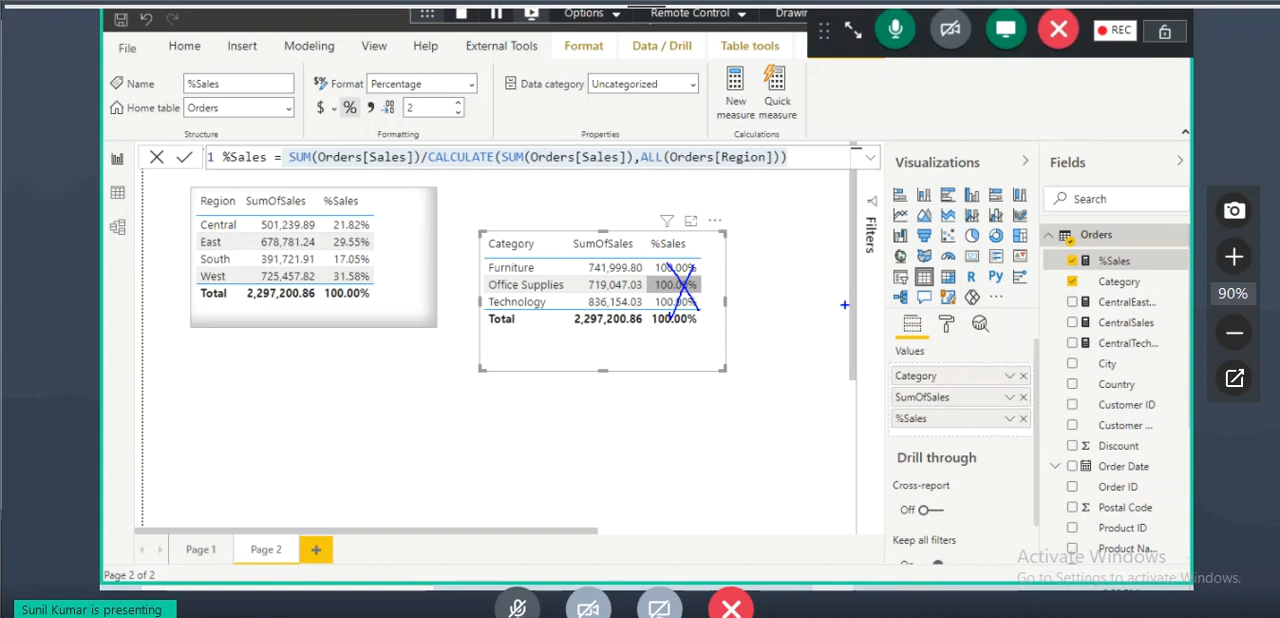 Options Remote Control
REC
File Home Insert Modeling View Help External Tools Format Data / Drill Table tools
Name %Sales
Format Percentage
Data category Uncategorized
Home table Orders
$ % 9 2
New measure
Quick measure
Structure Formatting Properties Calculations
1 %Sales = SUM(Orders[Sales])/CALCULATE(SUM(Orders[Sales]),ALL(Orders[Region]))
Region SumOfSales %Sales
Central 501,239.89 21.82%
East 678,781.24 29.55%
South 391,721.91 17.05%
West 725,457.82 31.58%
Total 2,297,200.86 100.00%
Category SumOfSales %Sales
Furniture 741,999.80 100.00%
Office Supplies 719,047.03 100.00%
Technology 836,154.03 100.00%
Total 2,297,200.86 100.00%
Filters
Visualizations
R Py
Values
Category
SumOfSales
%Sales
Drill through
Cross-report
Off
Keep all filters
Fields
Search
Orders
%Sales
Category
CentralEast...
CentralSales
CentralTech...
City
Country
Customer ID
Customer ...
Discount
Order Date
Order ID
Postal Code
Product ID
Product Na...
90%
Page 1 Page 2
Page 2 of 2
Activate Windows
Go to Settings to activate Windows.
Sunil Kumar is presenting